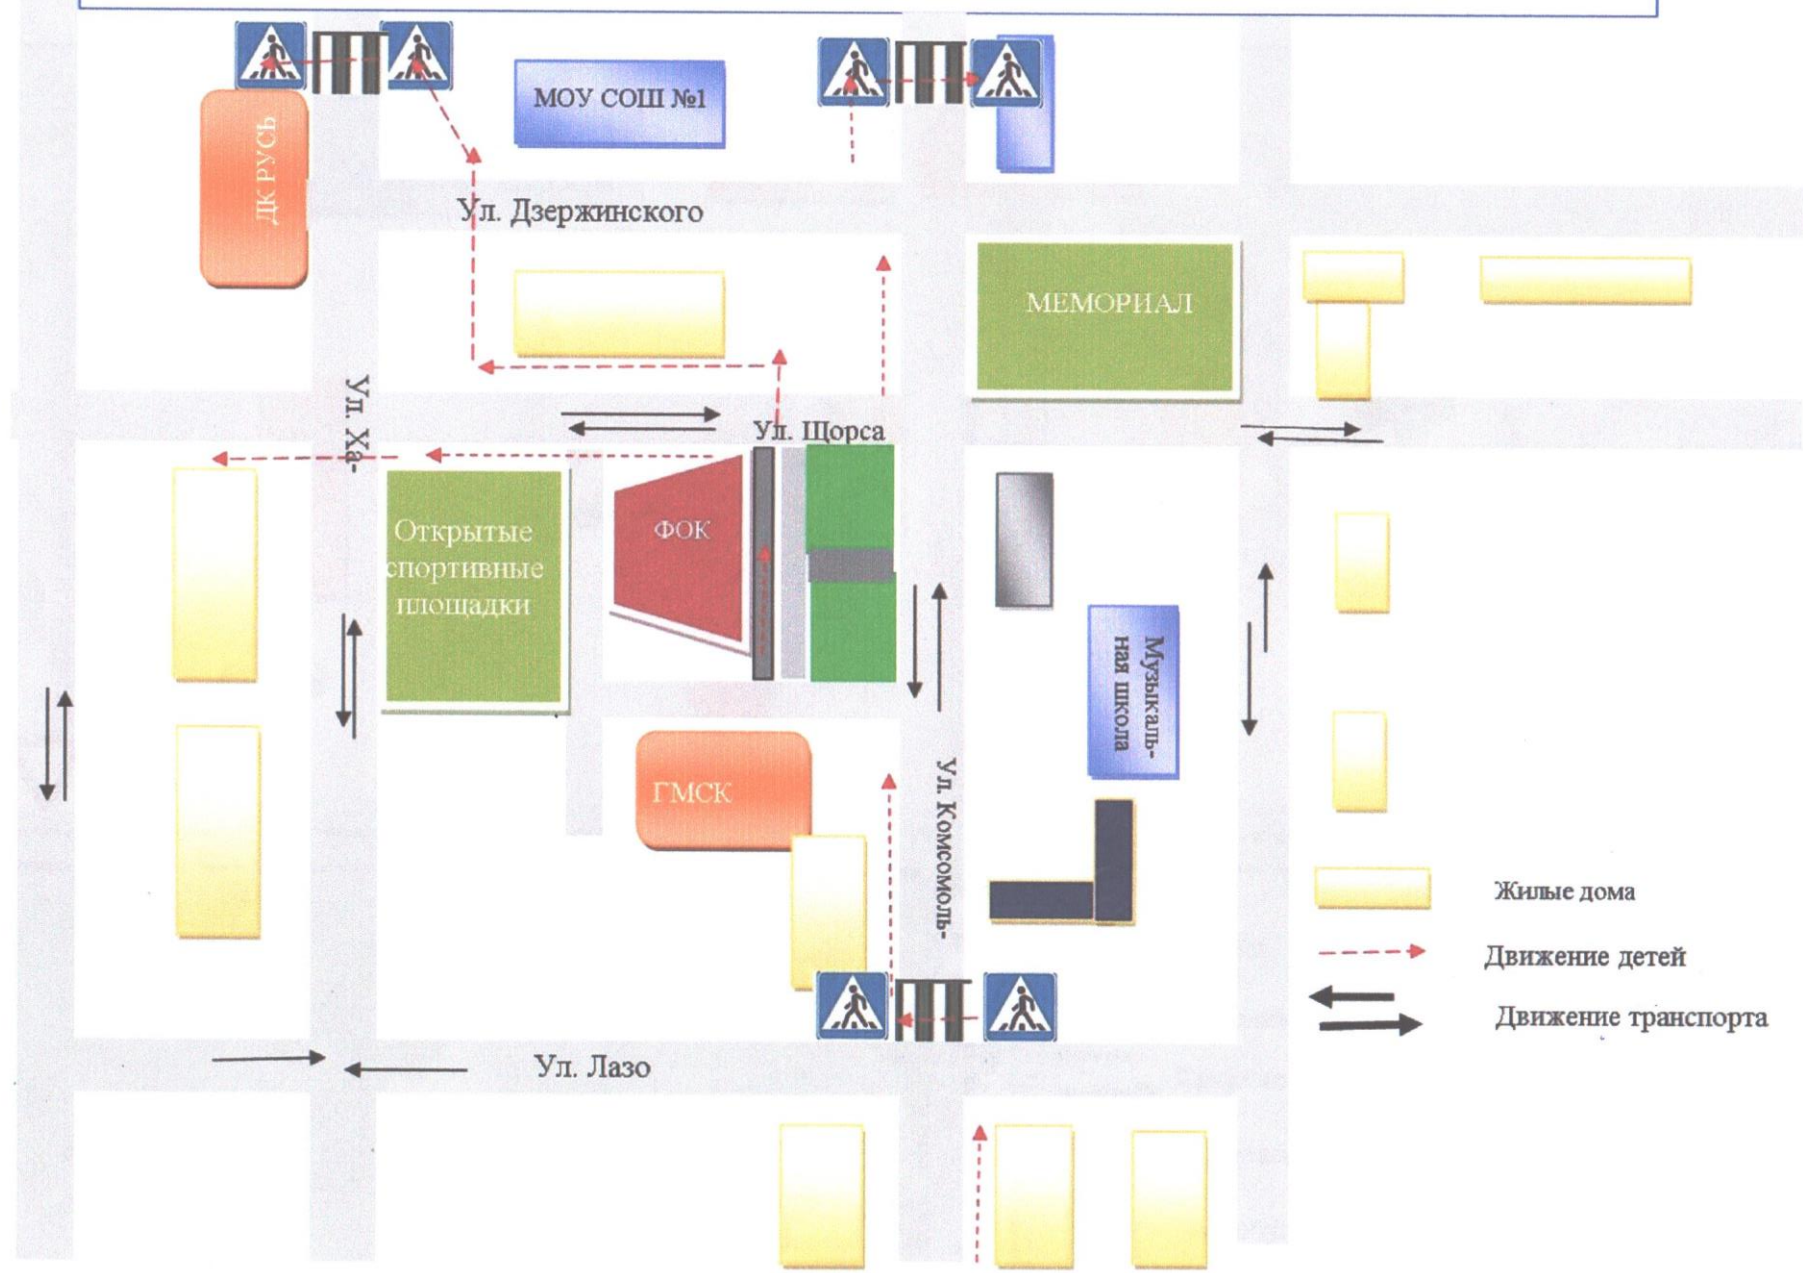 МОУ СОШ №1
ДК РУСЬ
Ул. Дзержинского
МЕМОРИАЛ
Ул. Ха-
Ул. Щорса
Открытые
спортивные
площадки
ФОК
Музыкаль-
ная школа
ГМСК
Ул. Комсомоль-
Жилые дома
Движение детей
Движение транспорта
Ул. Лазо